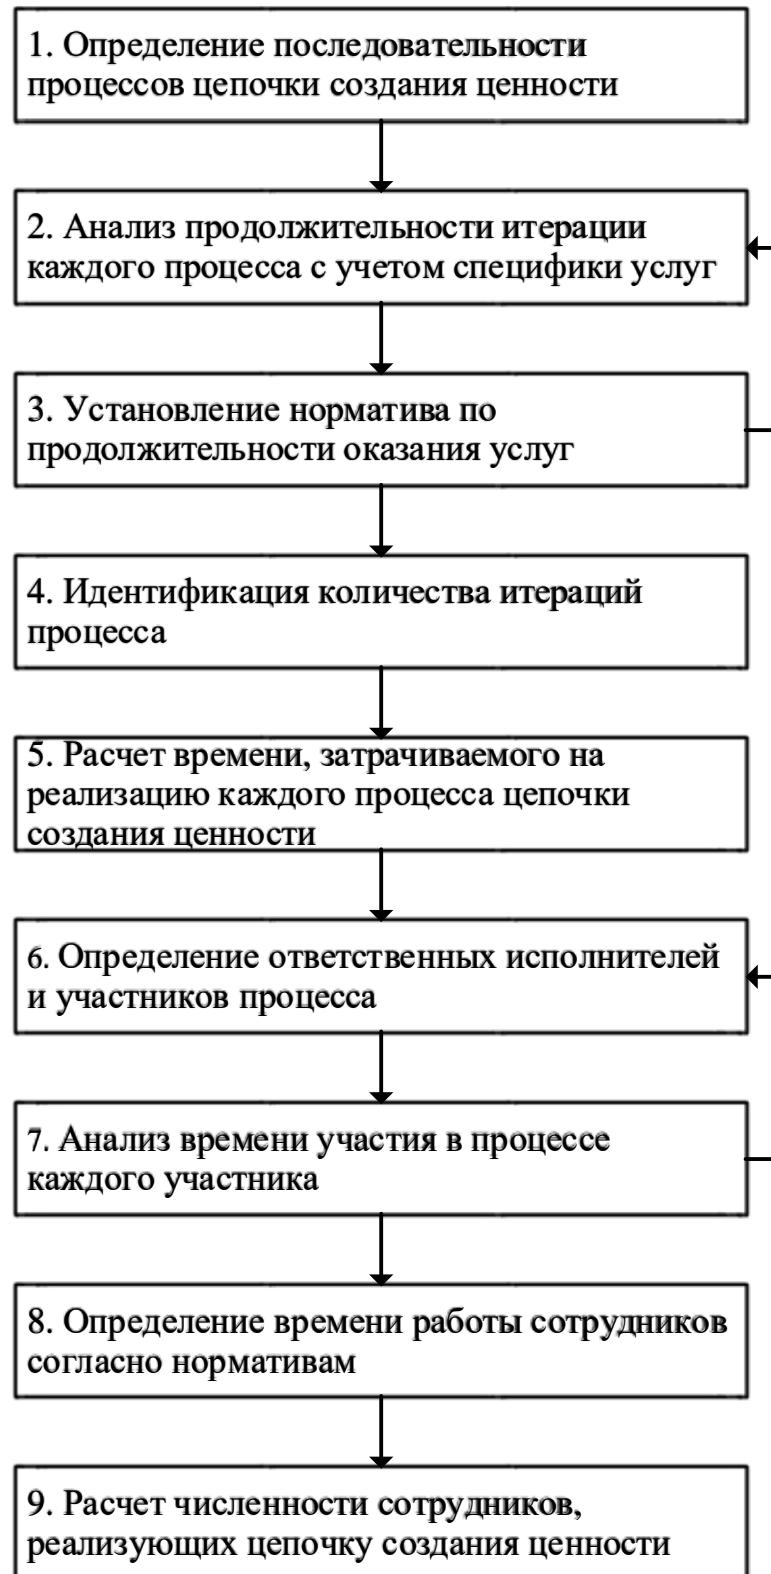 1. Определение последовательности
процессов цепочки создания ценности
2. Анализ продолжительности итерации
каждого процесса с учетом специфики услуг
3. Установление норматива по
продолжительности оказания услуг
4. Идентификация количества итераций
процесса
5. Расчет времени, затрачиваемого на
реализацию каждого процесса цепочки
создания ценности
6. Определение ответственных исполнителей
и участников процесса
7. Анализ времени участия в процессе
каждого участника
8. Определение времени работы сотрудников
согласно нормативам
9. Расчет численности сотрудников,
реализующих цепочку создания ценности